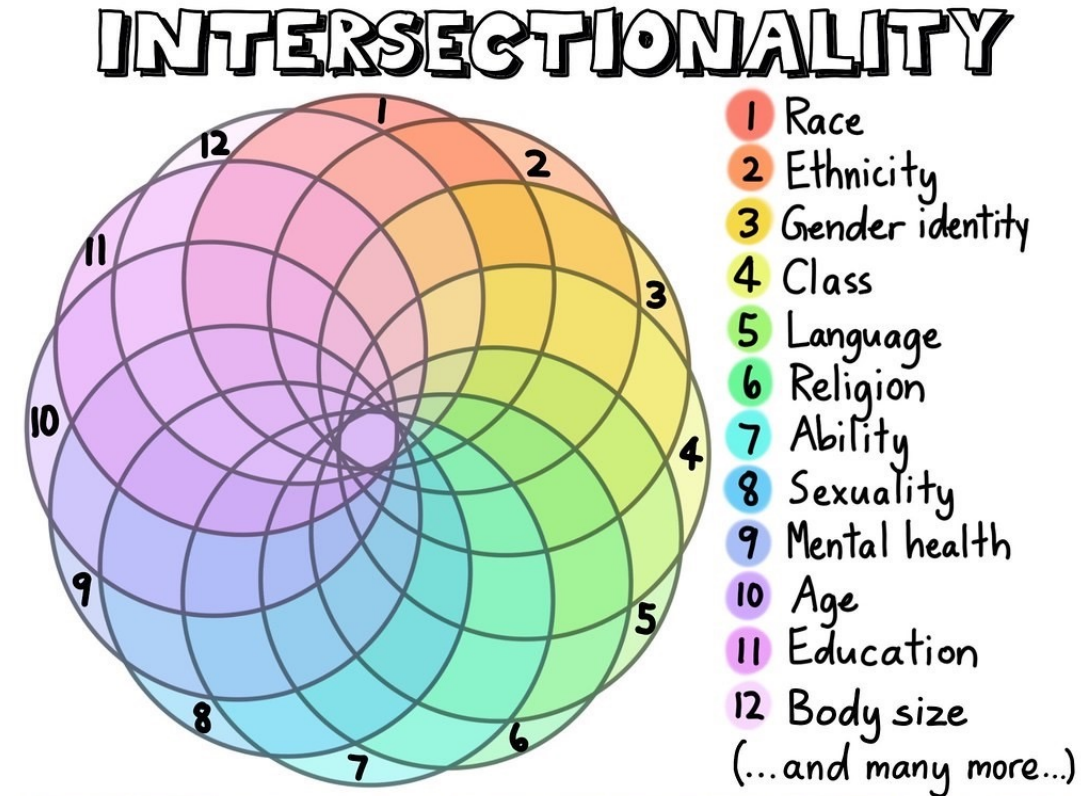 INTERSECTIONALITY
1
12
2
11
3
10
4
9
5
8
6
7
1 Race
2 Ethnicity
3 Gender identity
4 Class
5 Language
6 Religion
7 Ability
8 Sexuality
9 Mental health
10 Age
11 Education
12 Body size
(...and many more...)